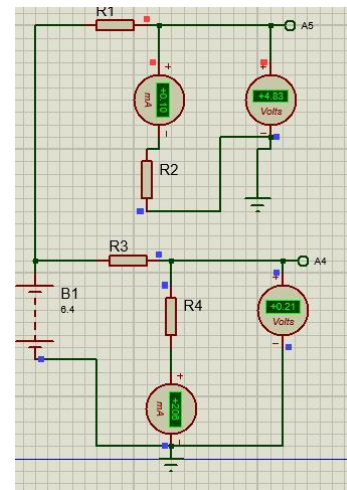 R1
A5
+
+
+0.10
mA
+4.83
Volts
−
−
R2
R3
A4
+
B1
6.4
R4
+0.21
Volts
−
+
+206
mA
−